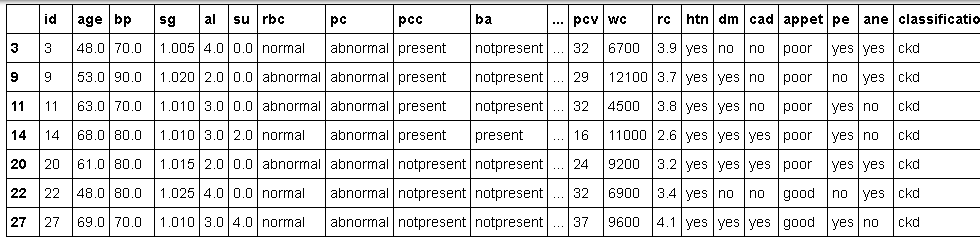 id age bp sg al su rbc pc pcc ba ... pcv wc rc htn dm cad appet pe ane classificatio
3 3 48.0 70.0 1.005 4.0 0.0 normal abnormal present notpresent ... 32 6700 3.9 yes no no poor yes yes ckd
9 9 53.0 90.0 1.020 2.0 0.0 abnormal abnormal present notpresent ... 29 12100 3.7 yes yes no poor no yes ckd
11 11 63.0 70.0 1.010 3.0 0.0 abnormal abnormal present notpresent ... 32 4500 3.8 yes yes no poor yes no ckd
14 14 68.0 80.0 1.010 3.0 2.0 normal abnormal present present ... 16 11000 2.6 yes yes yes poor yes no ckd
20 20 61.0 80.0 1.015 2.0 0.0 abnormal abnormal notpresent notpresent ... 24 9200 3.2 yes yes yes poor yes yes ckd
22 22 48.0 80.0 1.025 4.0 0.0 normal abnormal notpresent notpresent ... 32 6900 3.4 yes no no good no yes ckd
27 27 69.0 70.0 1.010 3.0 4.0 normal abnormal notpresent notpresent ... 37 9600 4.1 yes yes yes good yes no ckd